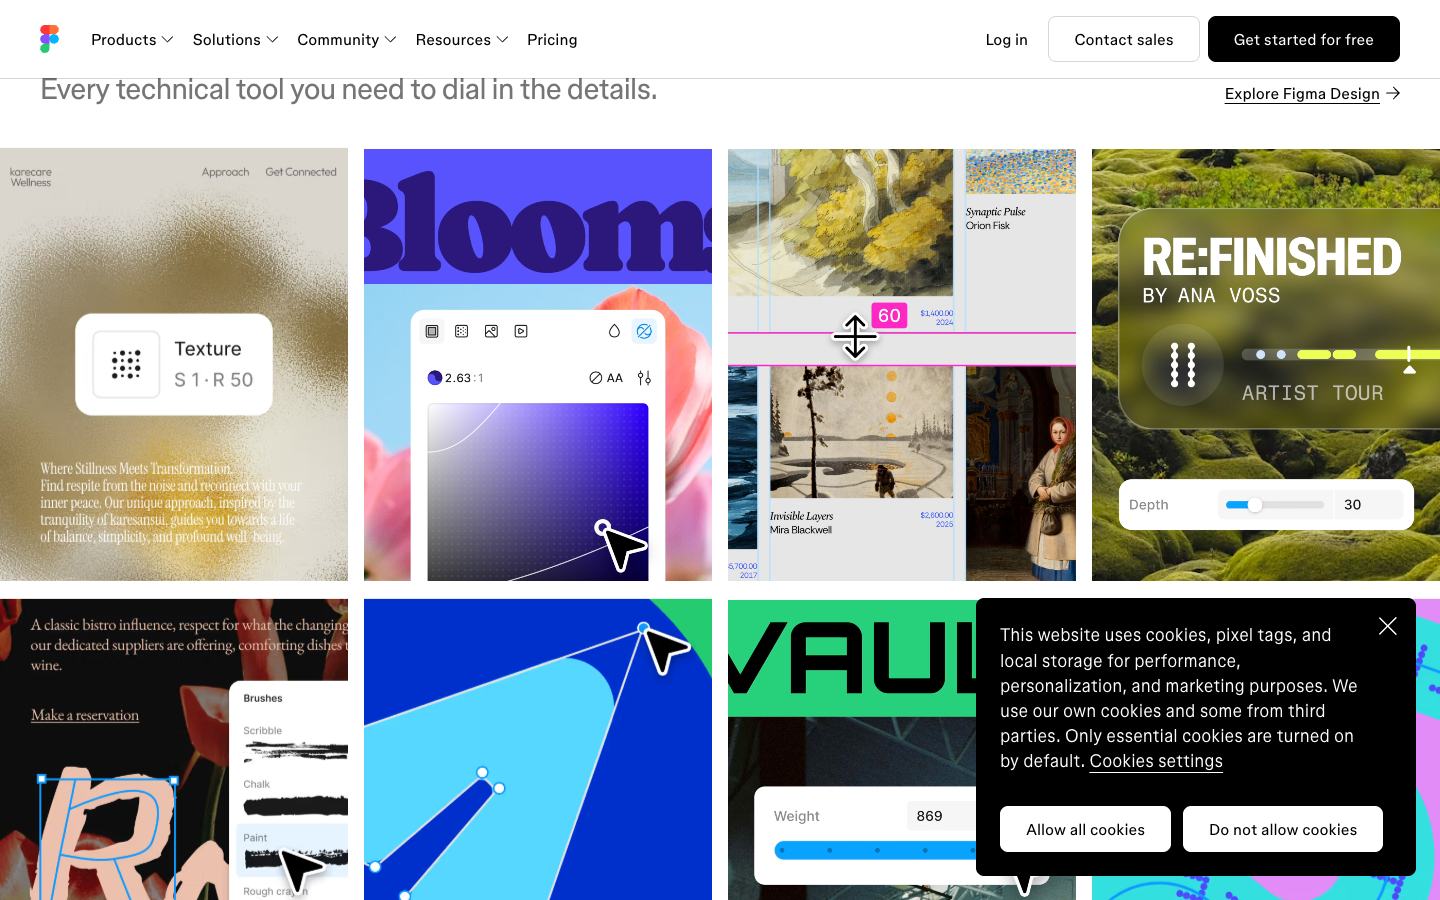 Products
Solutions
Community
Resources
Pricing
Log in
Contact sales
Get started for free
Every technical tool you need to dial in the details.
Explore Figma Design
karecare
Wellness
Approach
Get Connected
Texture
S 1 · R 50
Where Stillness Meets Transformation.
Find respite from the noise and reconnect with your
inner peace. Our unique approach, inspired by the
tranquility of karesansui, guides you towards a life
of balance, simplicity, and profound well-being.
Blooms
2.63:1
AA
Synaptic Pulse
Orion Fisk
60
$1,400.00
2024
Invisible Layers
Mira Blackwell
$2,600.00
2025
5,700.00
2017
RE:FINISHED
BY ANA VOSS
ARTIST TOUR
Depth
30
A classic bistro influence, respect for what the changing
our dedicated suppliers are offering, comforting dishes
wine.
Make a reservation
Brushes
Scribble
Chalk
Paint
Rough crayon
VAUL
Weight
869
This website uses cookies, pixel tags, and
local storage for performance,
personalization, and marketing purposes. We
use our own cookies and some from third
parties. Only essential cookies are turned on
by default. Cookies settings
Allow all cookies
Do not allow cookies